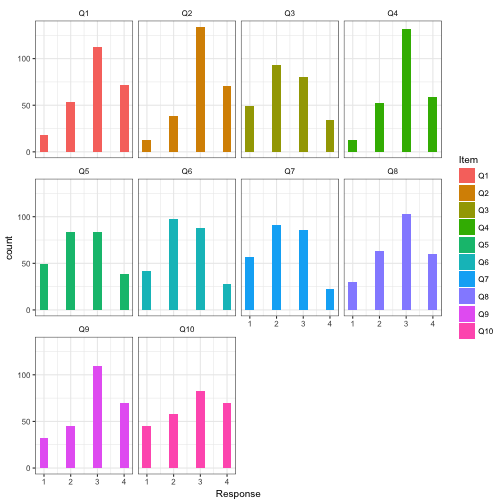 Q1 Q2 Q3 Q4
100
50
0
Q5 Q6 Q7 Q8
100
50
0
1 2 3 4 1 2 3 4
Q9 Q10
100
50
0
1 2 3 4 1 2 3 4
count
Response
Item
Q1
Q2
Q3
Q4
Q5
Q6
Q7
Q8
Q9
Q10